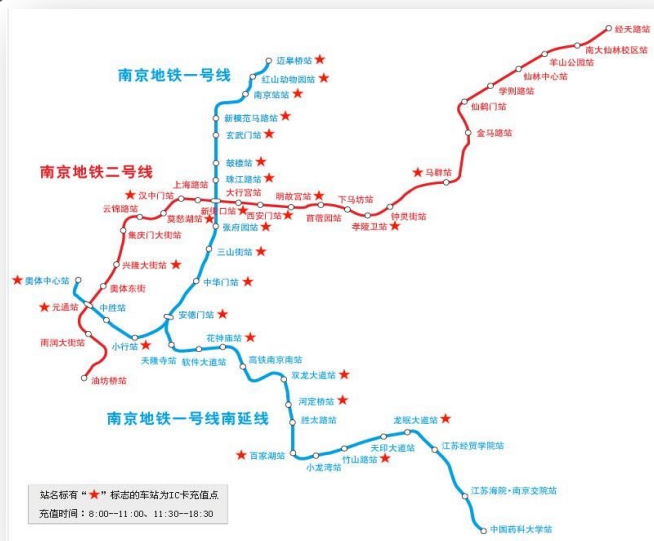 经天路站
南大仙林校区站
羊山公园站
仙林中心站
学则路站
仙鹤门站
金马路站
南京地铁一号线
迈皋桥站★
红山动物园站★
南京站站★
新模范马路站★
玄武门站★
鼓楼站★
珠江路站★
南京地铁二号线
★马群站
上海路站
大行宫站
明故宫站★
下马坊站
★汉中门站
云锦路站
莫愁湖站★
新街口站★
西安门站★
苜蓿园站
孝陵卫站★
钟灵街站
张府园站★
集庆门大街站
三山街站★
兴隆大街站★
★奥体中心站
奥体东街
中华门站★
★元通站
中胜站
安德门站★
雨润大街站
小行站★
花神庙站★
天隆寺站
软件大道站
高铁南京南站
油坊桥站
双龙大道站★
河定桥站★
胜太路站
南京地铁一号线南延线
龙眠大道站★
★百家湖站
天印大道站
江苏经贸学院站
小龙湾站
竹山路站★
江苏海院·南京交院站
中国药科大学站
站名标有“★”标志的车站为IC卡充值点
充值时间：8:00--11:00、11:30--18:30